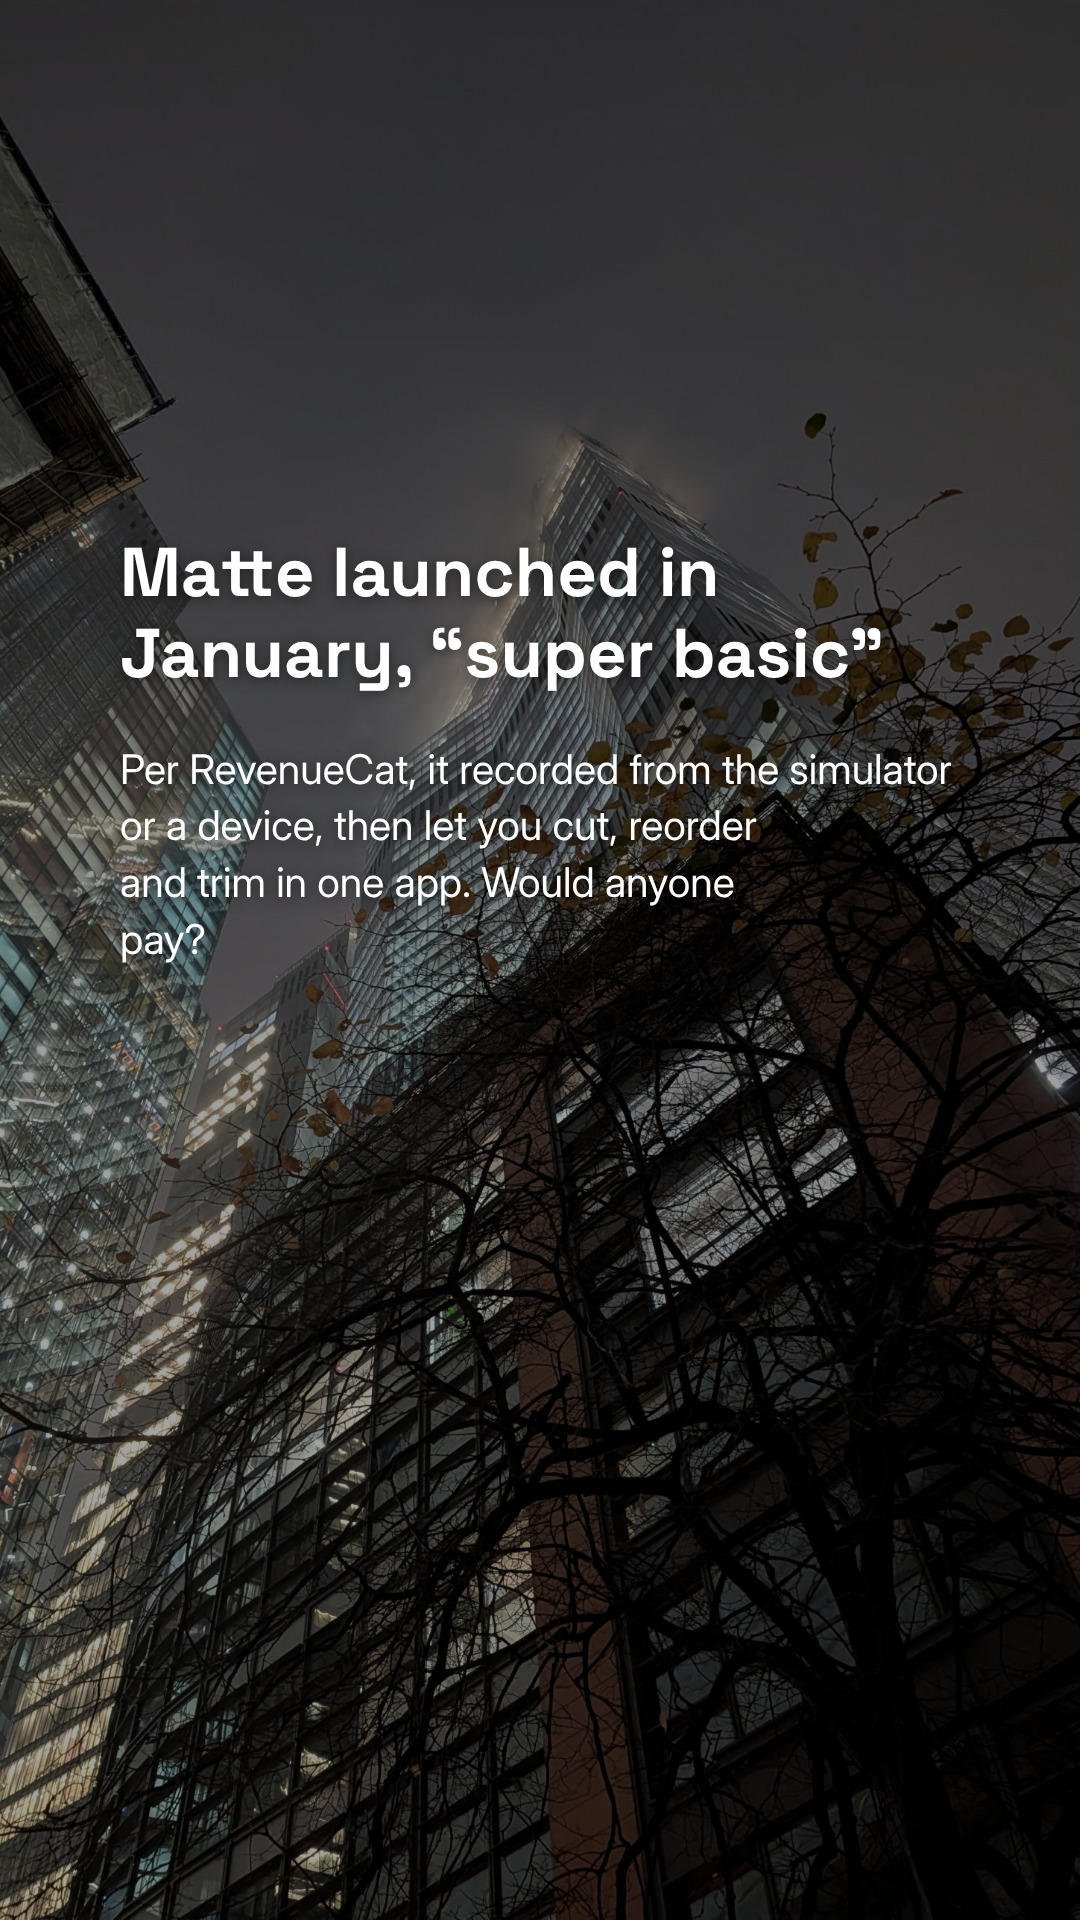 Matte launched in
January, “super basic”
Per RevenueCat, it recorded from the simulator
or a device, then let you cut, reorder
and trim in one app. Would anyone
pay?